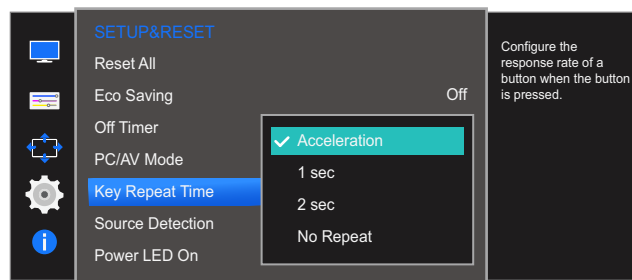 SETUP&RESET
Reset All
Eco Saving Off
Off Timer
PC/AV Mode
Key Repeat Time
Source Detection
Power LED On
Acceleration
1 sec
2 sec
No Repeat
Configure the
response rate of a
button when the button
is pressed.